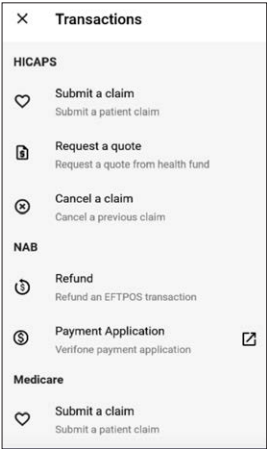 Transactions
HICAPS
Submit a claim
Submit a patient claim
Request a quote
Request a quote from health fund
Cancel a claim
Cancel a previous claim
NAB
Refund
Refund an EFTPOS transaction
Payment Application
Verifone payment application
Medicare
Submit a claim
Submit a patient claim